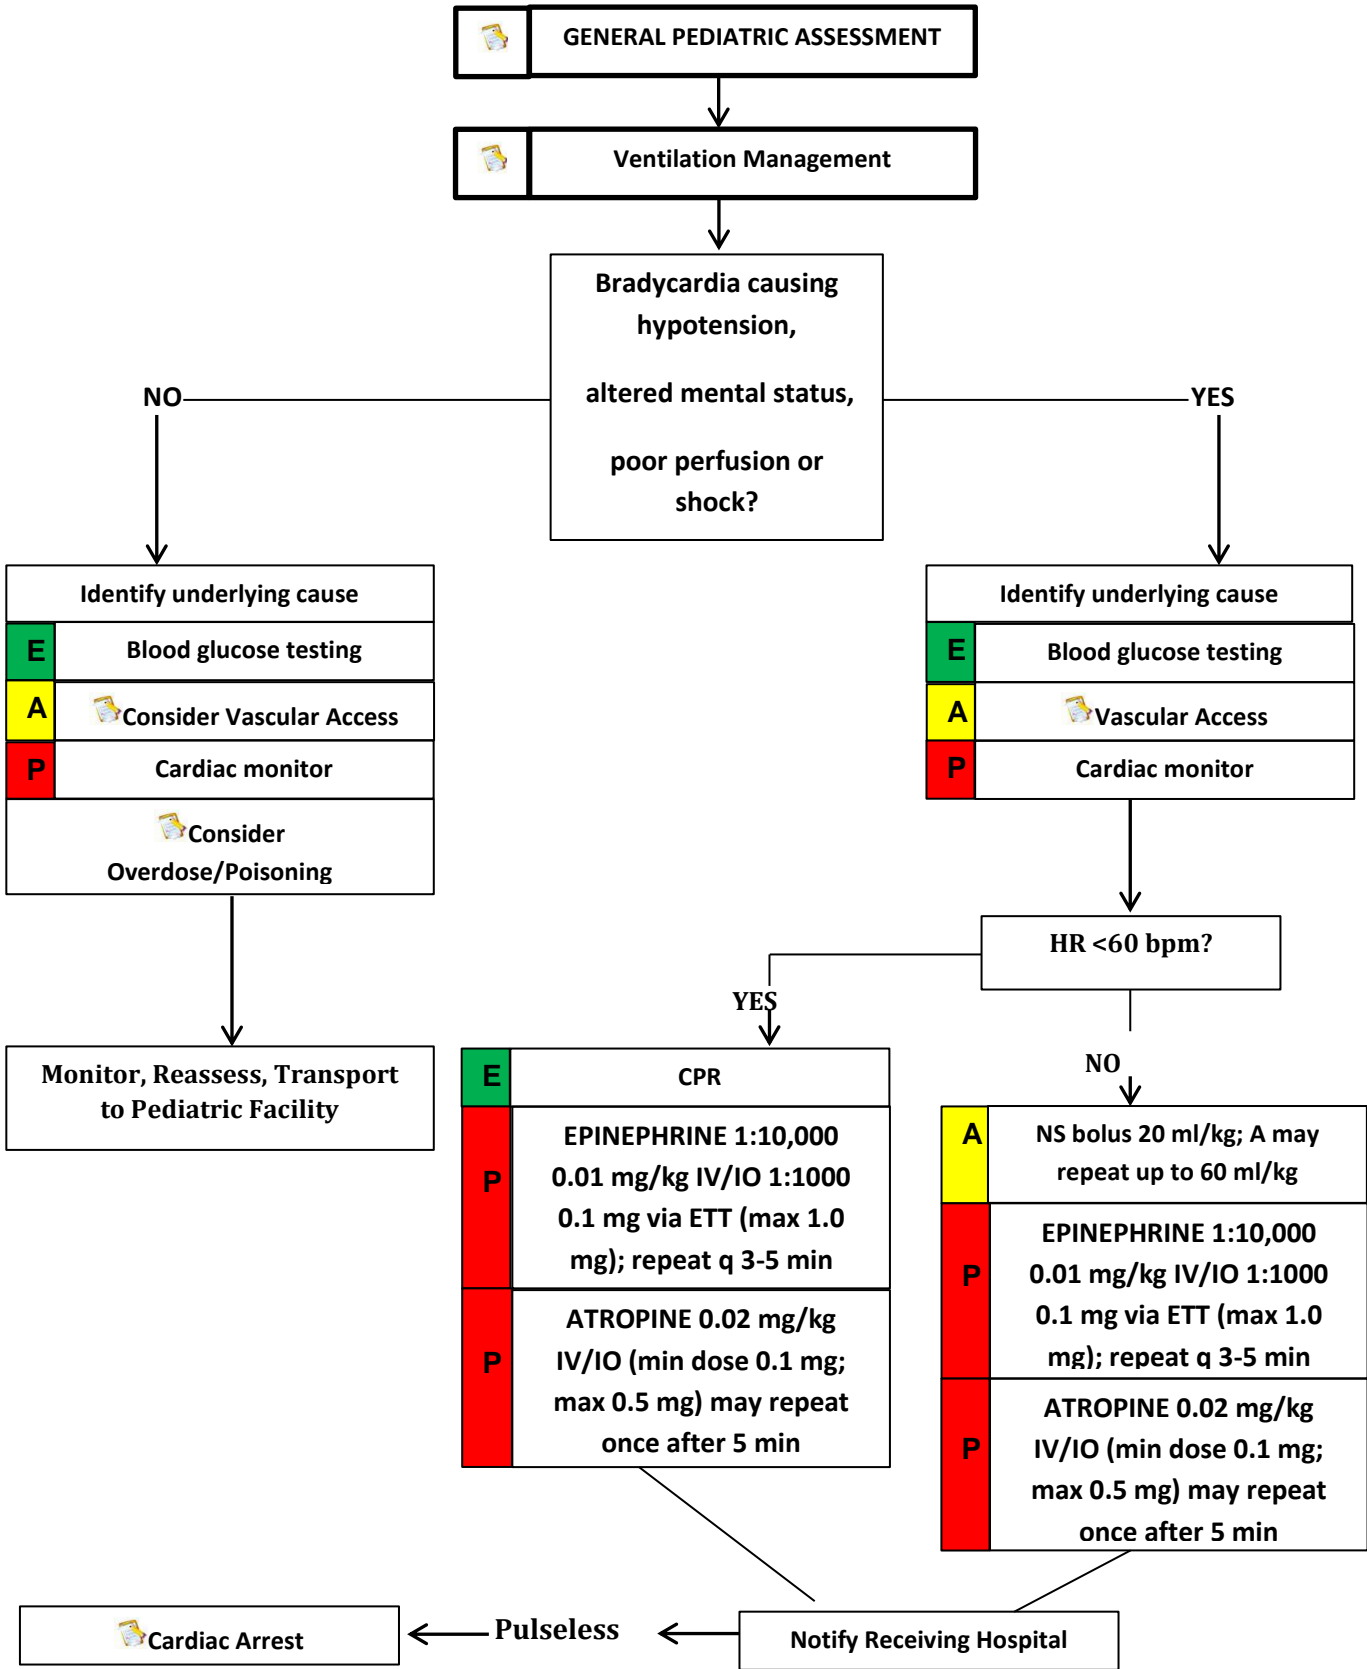 GENERAL PEDIATRIC ASSESSMENT
Ventilation Management
Bradycardia causing
hypotension,
altered mental status,
poor perfusion or
shock?
NO
YES
Identify underlying cause
E
Blood glucose testing
A
Consider Vascular Access
P
Cardiac monitor
Consider
Overdose/Poisoning
Monitor, Reassess, Transport
to Pediatric Facility
Identify underlying cause
E
Blood glucose testing
A
Vascular Access
P
Cardiac monitor
HR <60 bpm?
YES
E
CPR
P
EPINEPHRINE 1:10,000
0.01 mg/kg IV/IO 1:1000
0.1 mg via ETT (max 1.0
mg); repeat q 3-5 min
P
ATROPINE 0.02 mg/kg
IV/IO (min dose 0.1 mg;
max 0.5 mg) may repeat
once after 5 min
NO
A
NS bolus 20 ml/kg; A may
repeat up to 60 ml/kg
P
EPINEPHRINE 1:10,000
0.01 mg/kg IV/IO 1:1000
0.1 mg via ETT (max 1.0
mg); repeat q 3-5 min
P
ATROPINE 0.02 mg/kg
IV/IO (min dose 0.1 mg;
max 0.5 mg) may repeat
once after 5 min
Cardiac Arrest
Pulseless
Notify Receiving Hospital